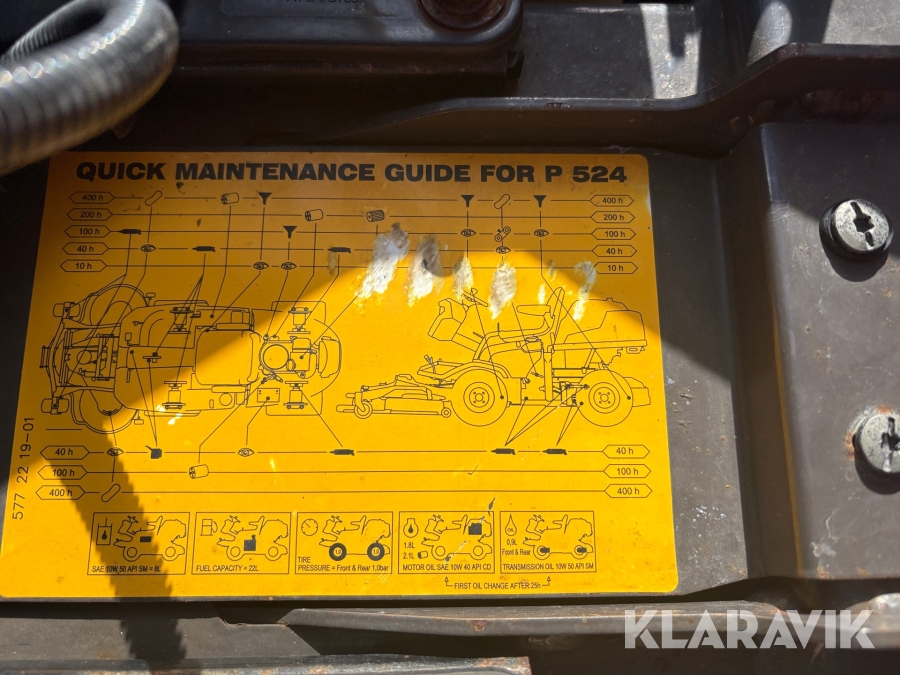 QUICK MAINTENANCE GUIDE FOR P 524
400 h 400 h
200 h 200 h
100 h 100 h
40 h 40 h
10 h 10 h
40 h 40 h
100 h 100 h
400 h 400 h
577 22 19-01
SAE 10W 50 API SM = 8L
FUEL CAPACITY = 22L
TIRE
PRESSURE = Front & Rear 1,0bar
1.8L
2.1L
MOTOR OIL SAE 10W 40 API CD
0,9L
Front & Rear
TRANSMISSION OIL 10W 50 API SM
FIRST OIL CHANGE AFTER 25h
KLARAVIK